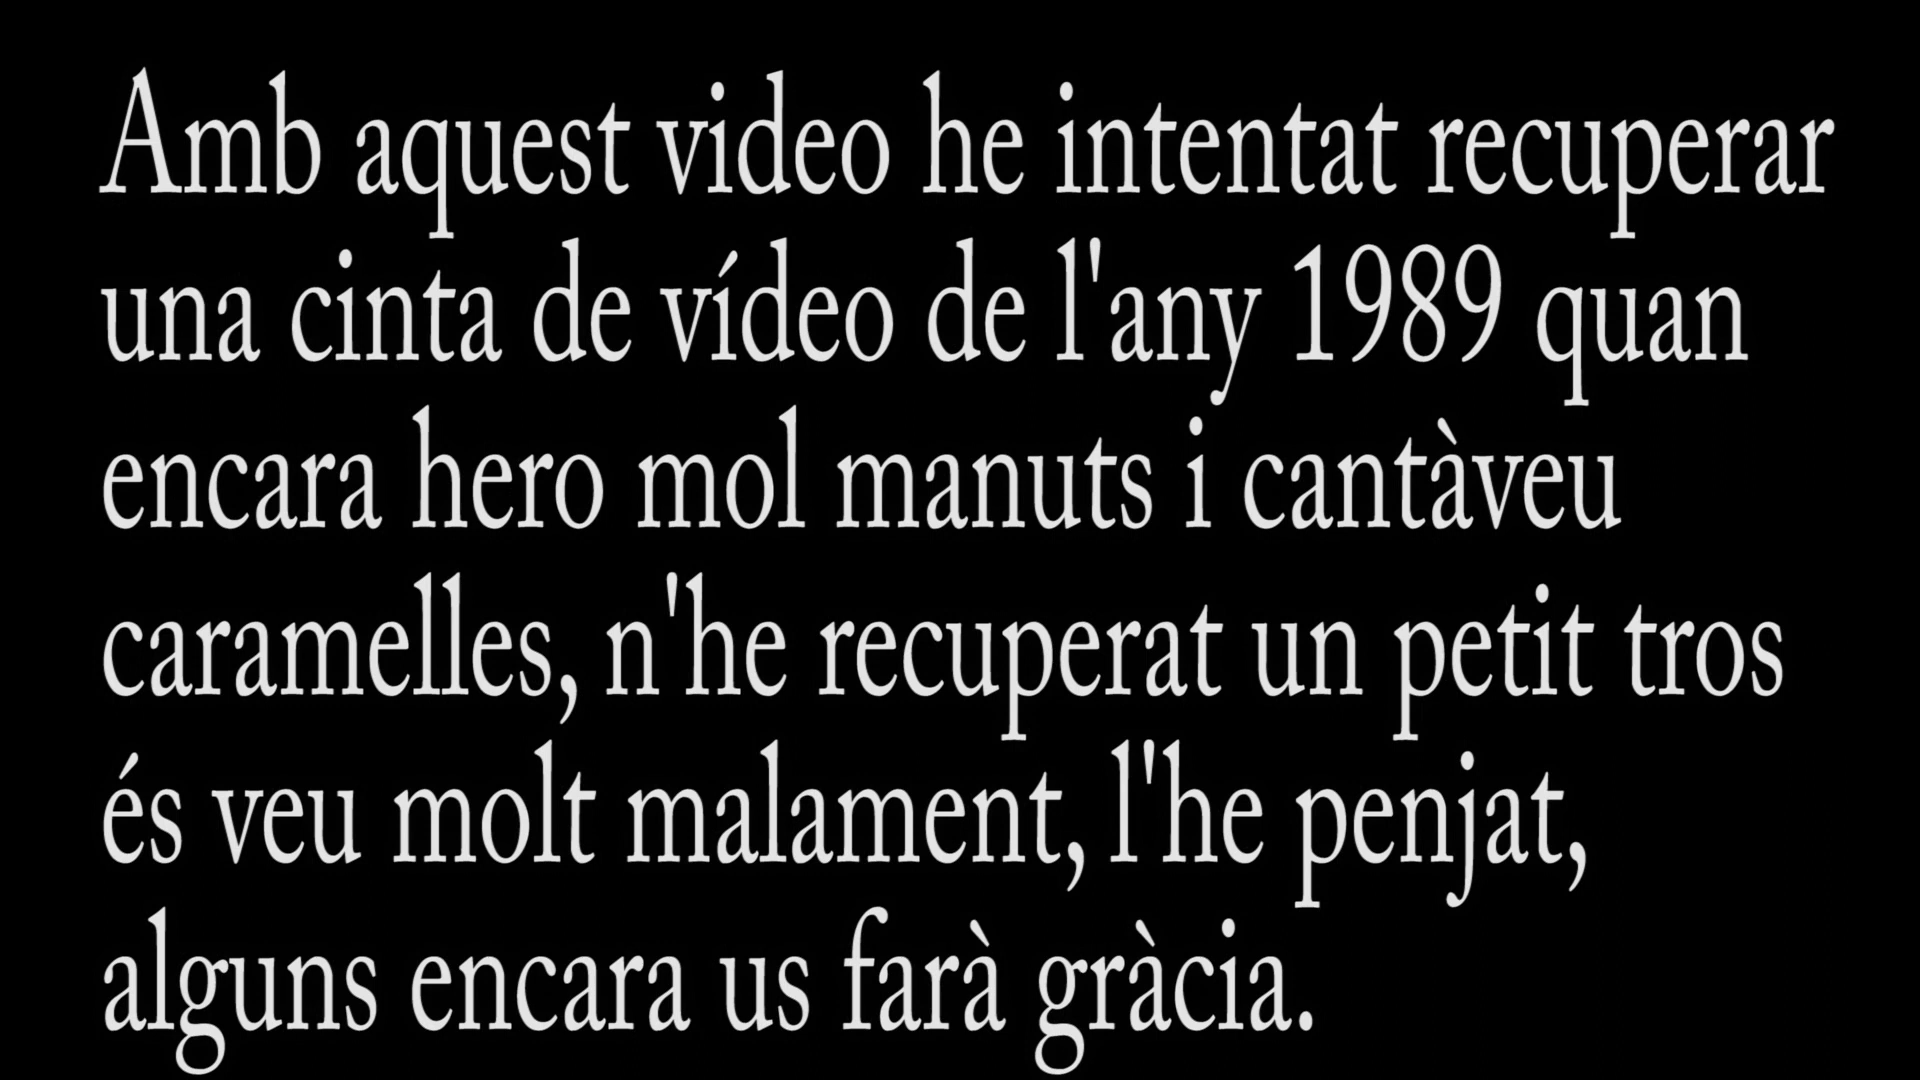 Amb aquest video he intentat recuperar
una cinta de vídeo de l'any 1989 quan
encara hero mol manuts i cantàveu
caramelles, n'he recuperat un petit tros
és veu molt malament, l'he penjat,
alguns encara us farà gràcia.